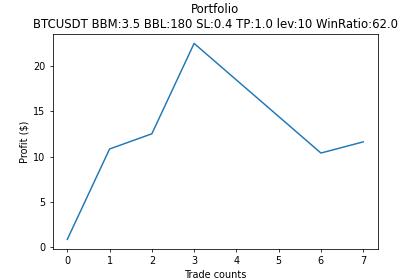 Portfolio
BTCUSDT BBM:3.5 BBL:180 SL:0.4 TP:1.0 lev:10 WinRatio:62.0
20
15
10
5
0
Profit ($)
0 1 2 3 4 5 6 7
Trade counts